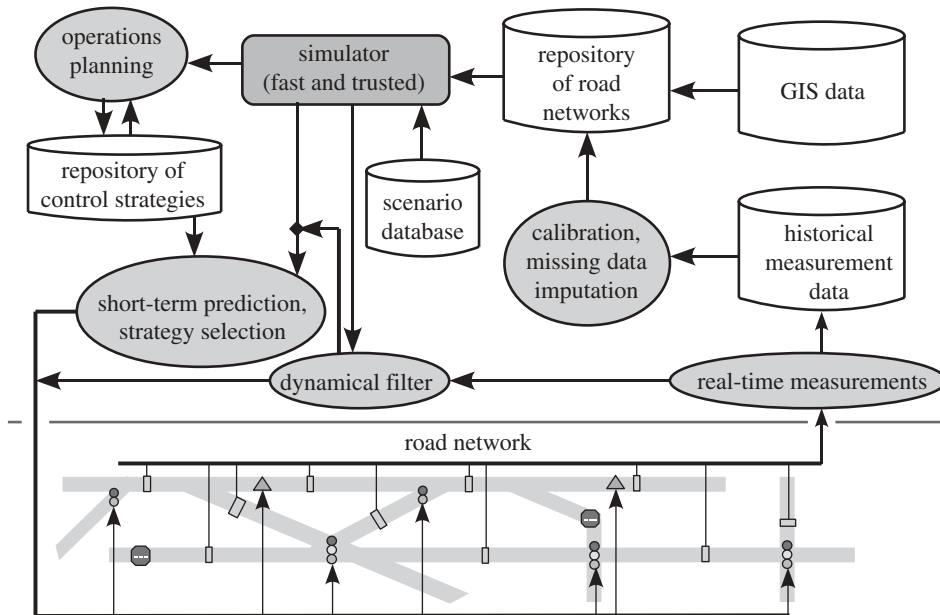 operations
planning
simulator
(fast and trusted)
repository
of road
networks
GIS data
repository of
control strategies
scenario
database
calibration,
missing data
imputation
historical
measurement
data
short-term prediction,
strategy selection
dynamical filter
real-time measurements
road network